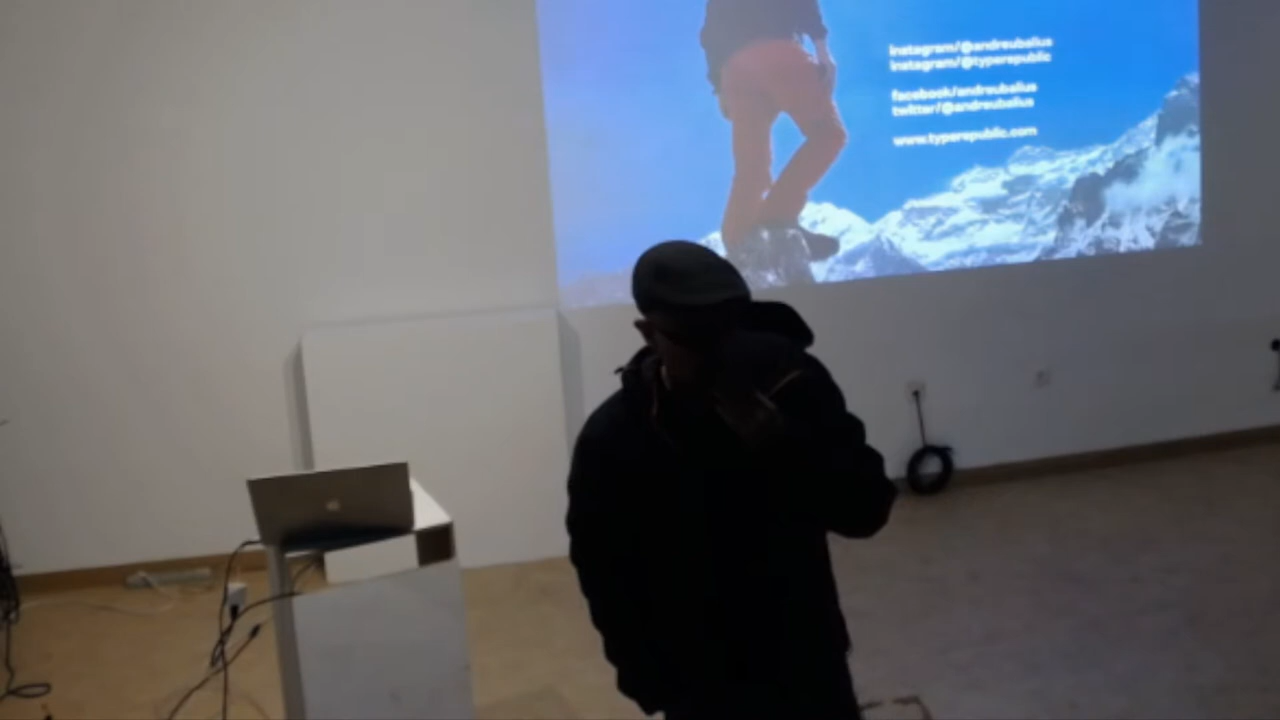 instagram/@andreubalius
instagram/@typerepublic
facebook/andreubalius
twitter/@andreubalius
www.typerepublic.com